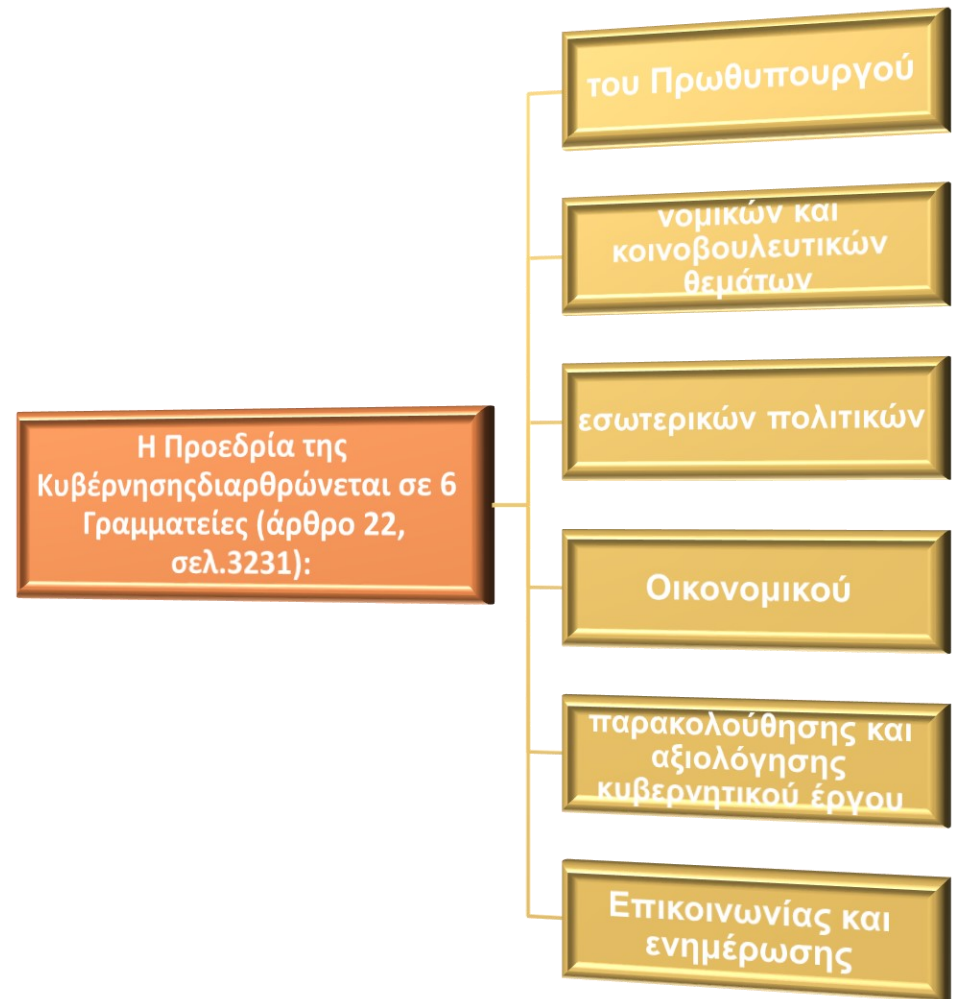 Η Προεδρία της
Κυβέρνησηςδιαρθρώνεται σε 6
Γραμματείες (άρθρο 22,
σελ.3231):
του Πρωθυπουργού
νομικών και
κοινοβουλευτικών
θεμάτων
εσωτερικών πολιτικών
Οικονομικού
παρακολούθησης και
αξιολόγησης
κυβερνητικού έργου
Επικοινωνίας και
ενημέρωσης